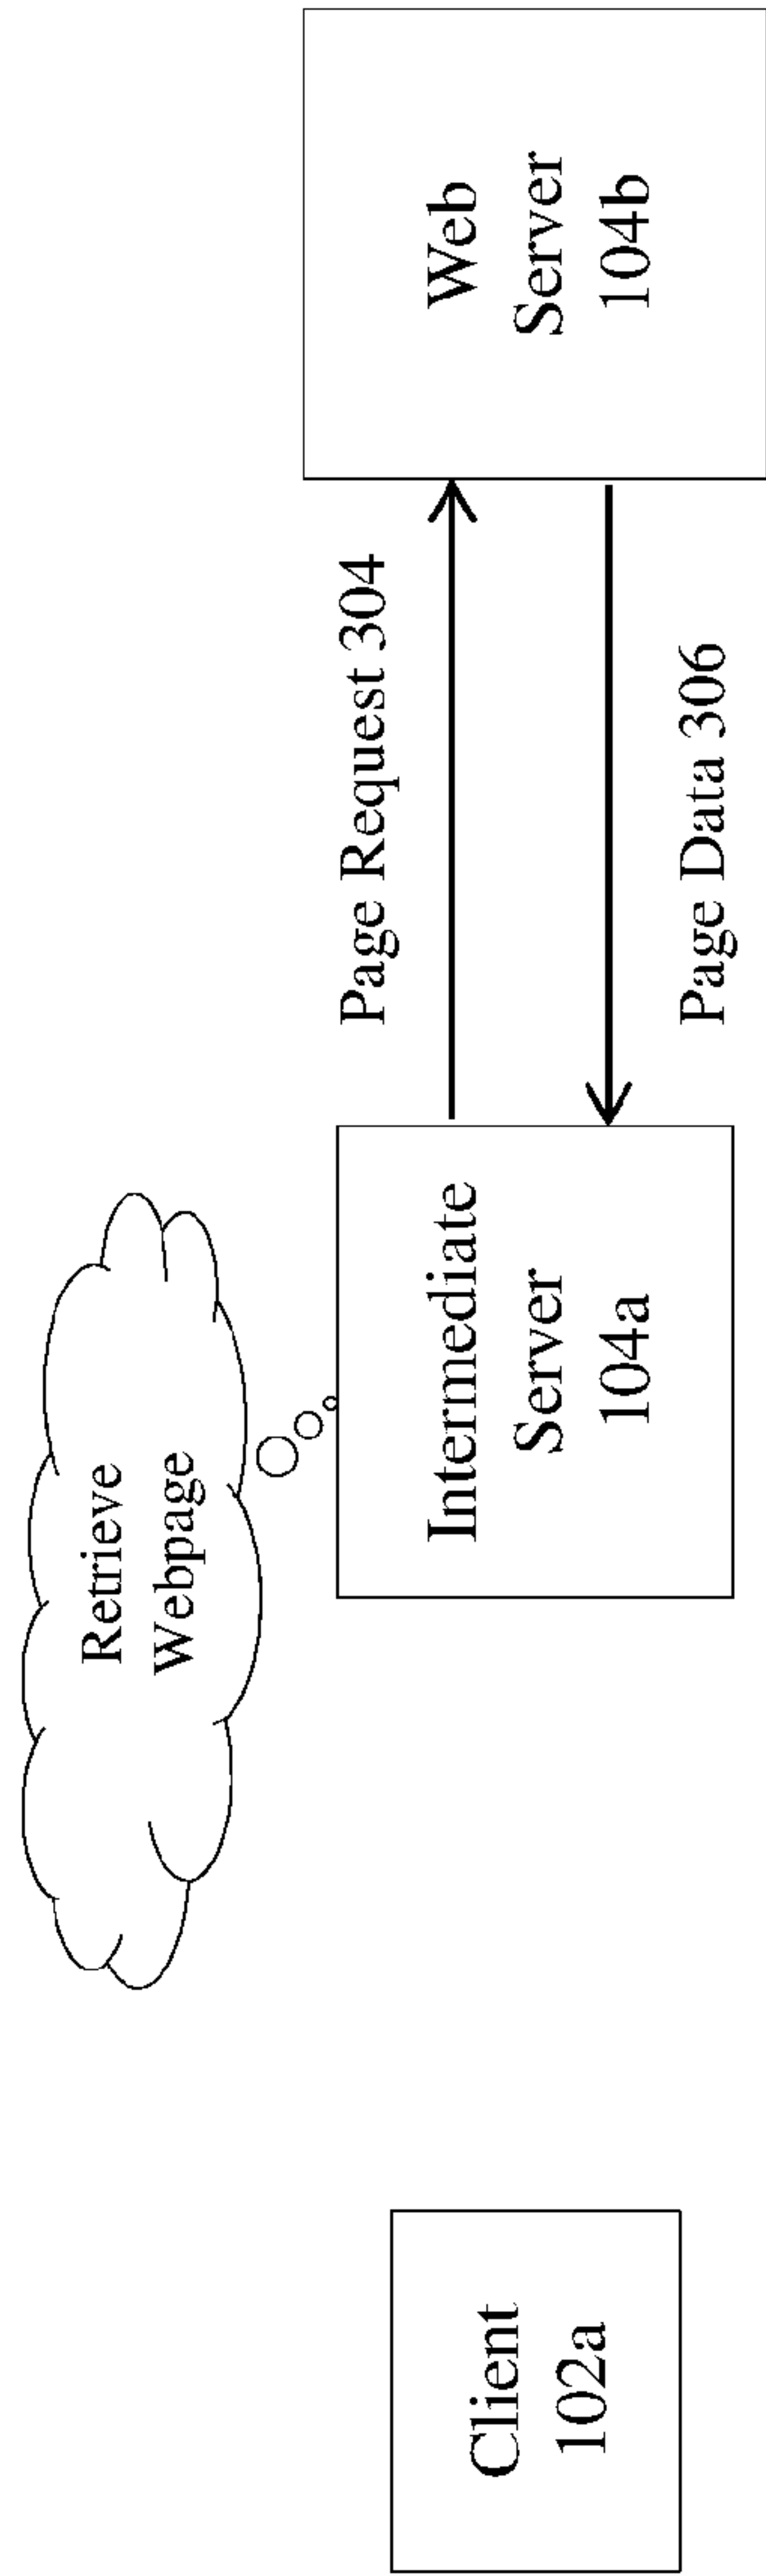 Retrieve
Webpage
Client
102a
Intermediate
Server
104a
Page Request 304
Page Data 306
Web
Server
104b